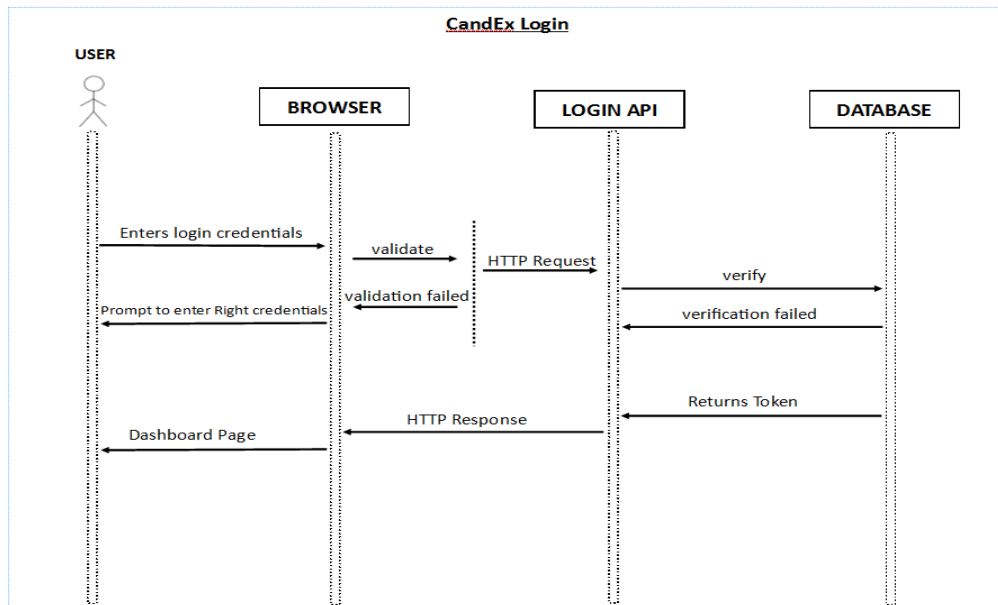 CandEx Login
USER
BROWSER
LOGIN API
DATABASE
Enters login credentials
validate
HTTP Request
verify
validation failed
Prompt to enter Right credentials
verification failed
Returns Token
HTTP Response
Dashboard Page